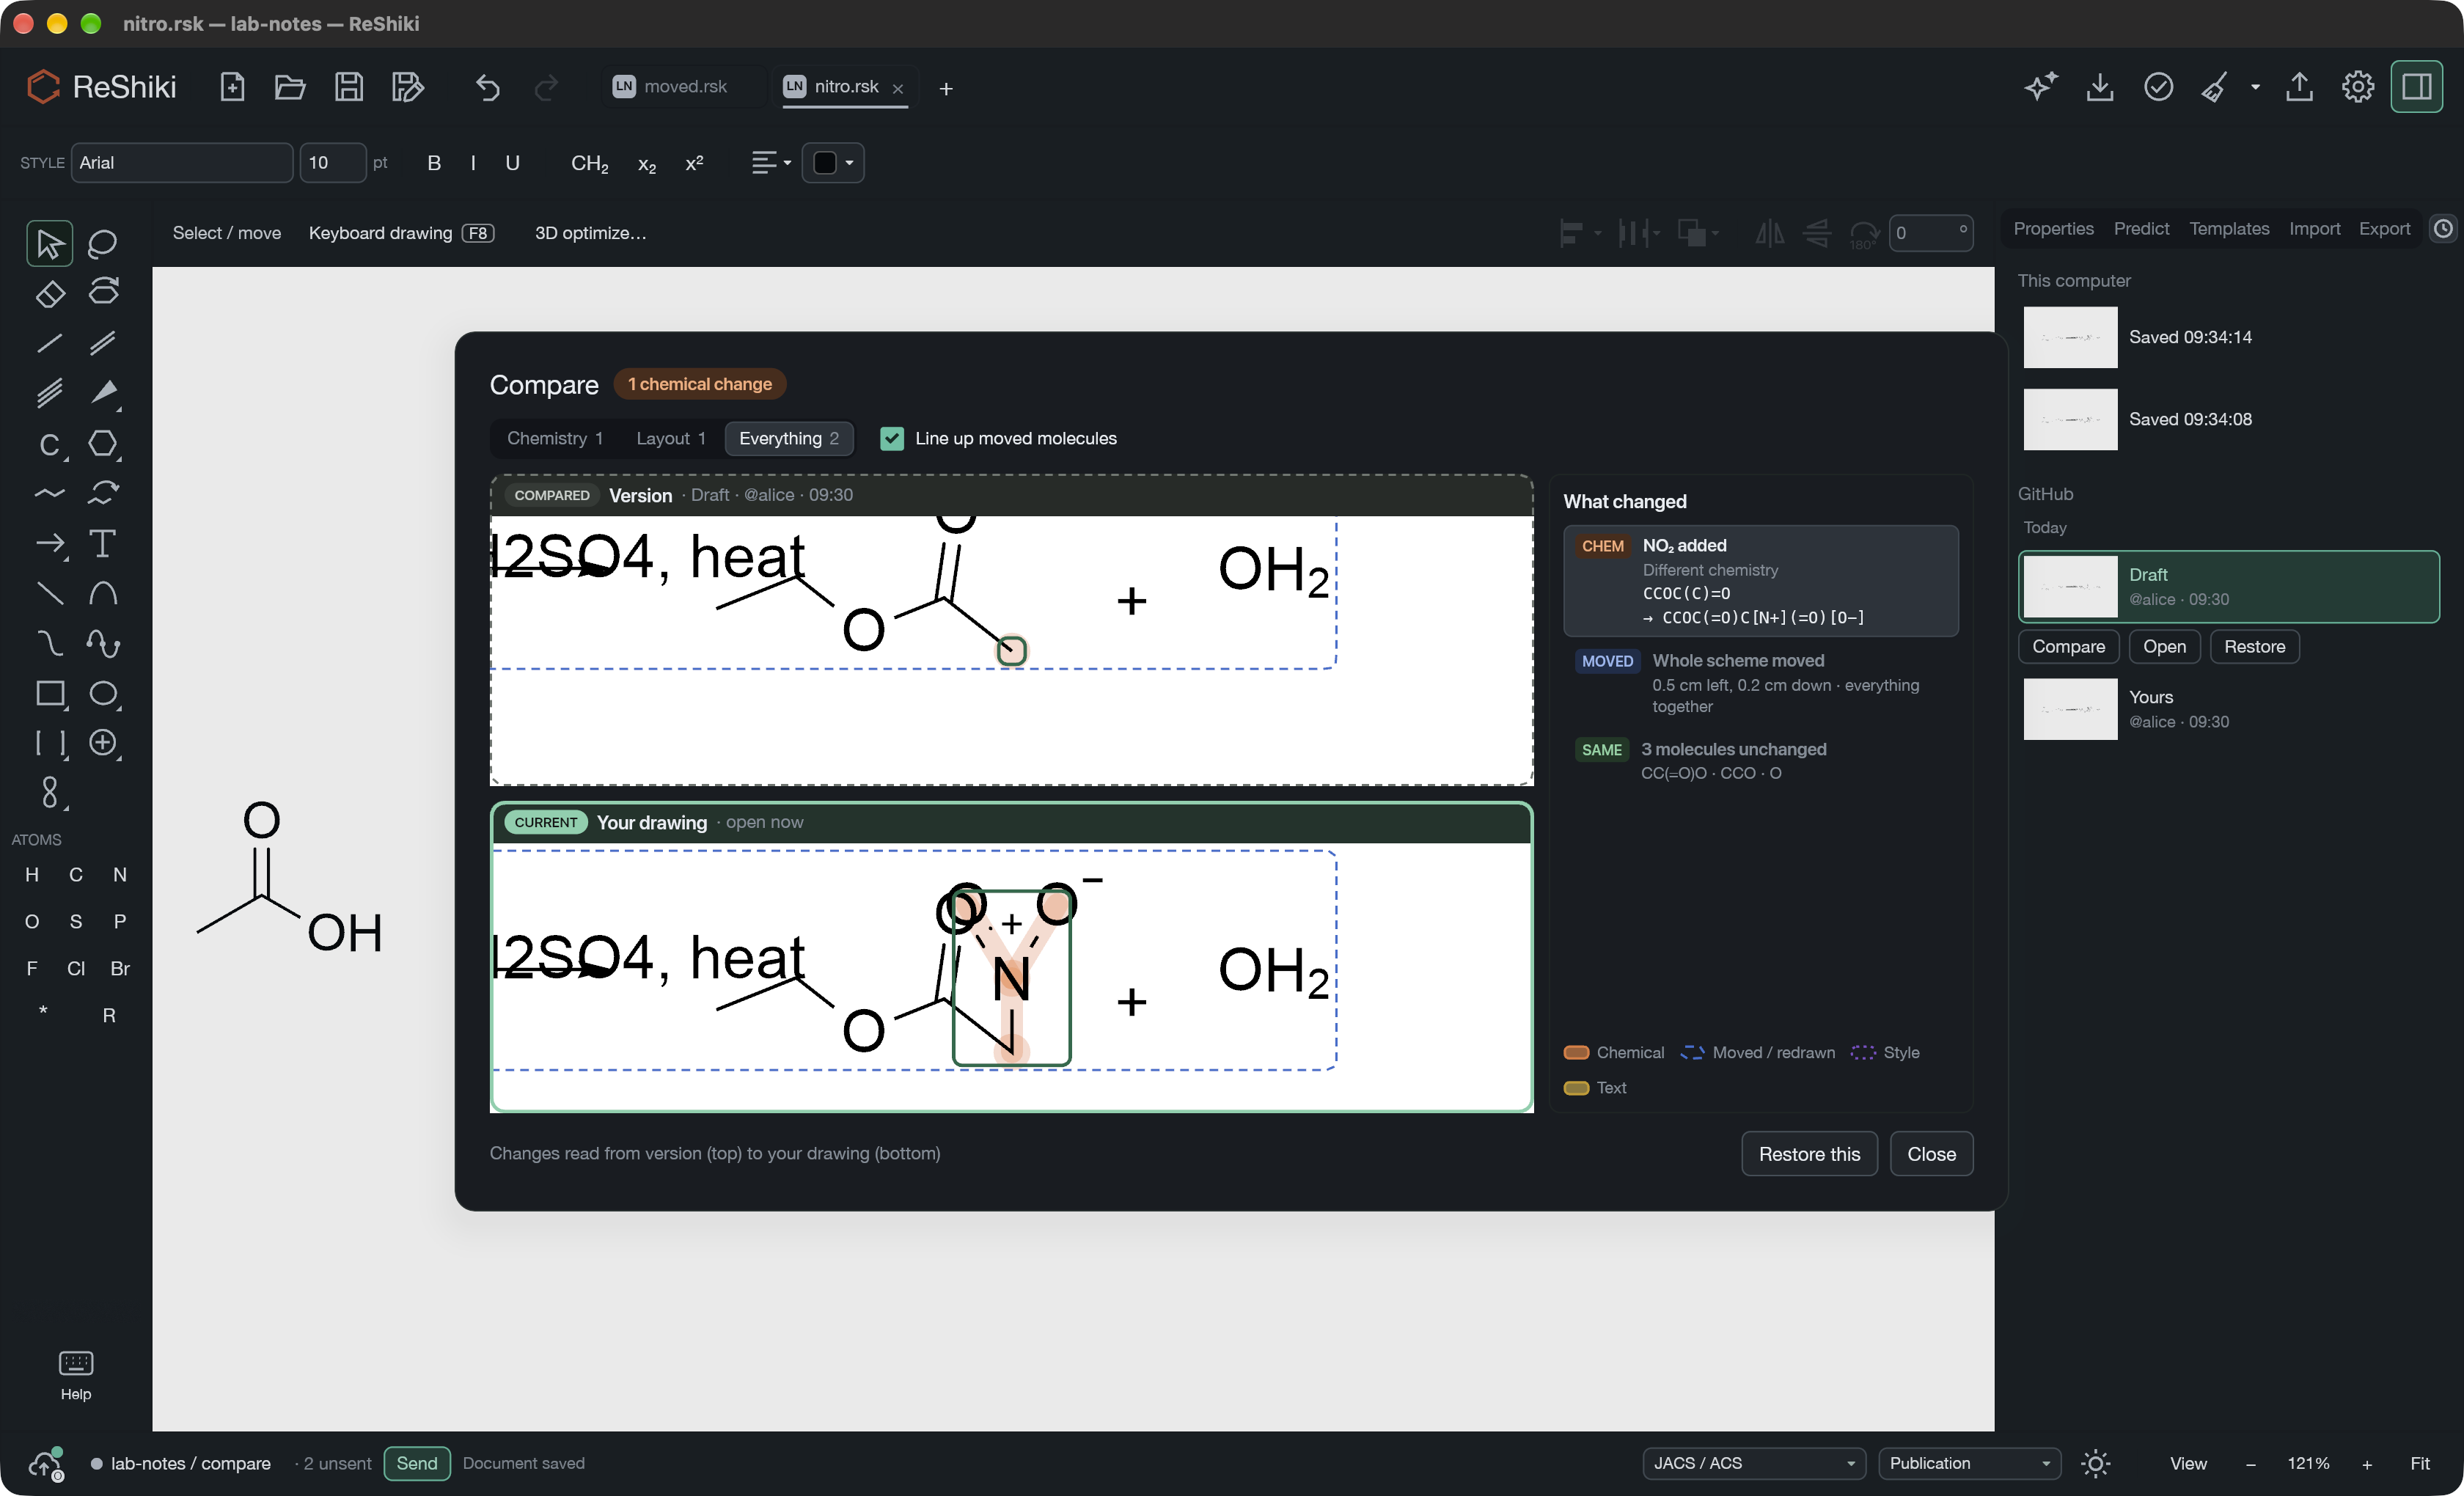 nitro.rsk — lab-notes — ReShiki
ReShiki
LN moved.rsk
LN nitro.rsk × +
STYLE Arial 10 pt B I U CH₂ x₂ x²
Select / move Keyboard drawing F8 3D optimize…
180° 0 °
Properties Predict Templates Import Export
C
T
ATOMS
H C N
O S P
F Cl Br
* R
Help
O
OH
Compare 1 chemical change
Chemistry 1 Layout 1 Everything 2 Line up moved molecules
COMPARED Version · Draft · @alice · 09:30
O
2SO4, heat
O
+
OH₂
CURRENT Your drawing · open now
O O O −
+
2SO4, heat
N
O
+
OH₂
What changed
CHEM NO₂ added
Different chemistry
CCOC(C)=O
→ CCOC(=O)C[N+](=O)[O−]
MOVED Whole scheme moved
0.5 cm left, 0.2 cm down · everything
together
SAME 3 molecules unchanged
CC(=O)O · CCO · O
Chemical Moved / redrawn Style
Text
Changes read from version (top) to your drawing (bottom)
Restore this Close
This computer
Saved 09:34:14
Saved 09:34:08
GitHub
Today
Draft
@alice · 09:30
Compare Open Restore
Yours
@alice · 09:30
lab-notes / compare · 2 unsent Send Document saved
JACS / ACS Publication View − 121% + Fit